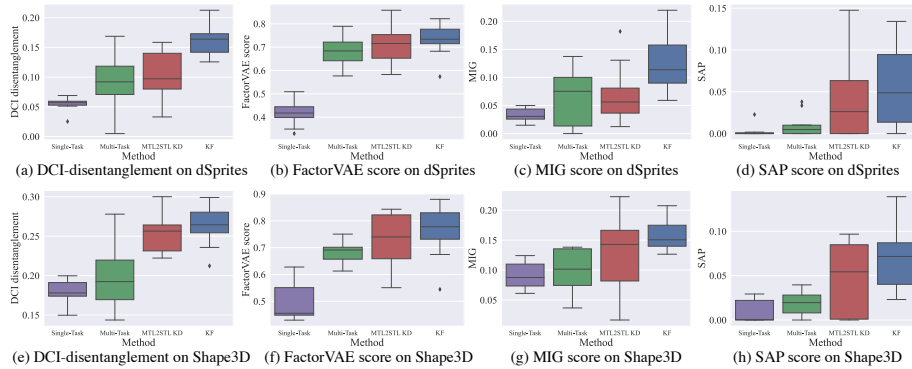 0.20
0.15
0.10
0.05
0.00
DCI disentanglement
Single-Task Multi-Task MTL2STL KD KF
Method
(a) DCI-disentanglement on dSprites
0.8
0.7
0.6
0.5
0.4
FactorVAE score
Single-Task Multi-Task MTL2STL KD KF
Method
(b) FactorVAE score on dSprites
0.20
0.15
0.10
0.05
0.00
MIG
Single-Task Multi-Task MTL2STL KD KF
Method
(c) MIG score on dSprites
0.15
0.10
0.05
0.00
SAP
Single-Task Multi-Task MTL2STL KD KF
Method
(d) SAP score on dSprites
0.30
0.25
0.20
0.15
DCI disentanglement
Single-Task Multi-Task MTL2STL KD KF
Method
(e) DCI-disentanglement on Shape3D
0.9
0.8
0.7
0.6
0.5
FactorVAE score
Single-Task Multi-Task MTL2STL KD KF
Method
(f) FactorVAE score on Shape3D
0.20
0.15
0.10
0.05
MIG
Single-Task Multi-Task MTL2STL KD KF
Method
(g) MIG score on Shape3D
0.10
0.05
0.00
SAP
Single-Task Multi-Task MTL2STL KD KF
Method
(h) SAP score on Shape3D